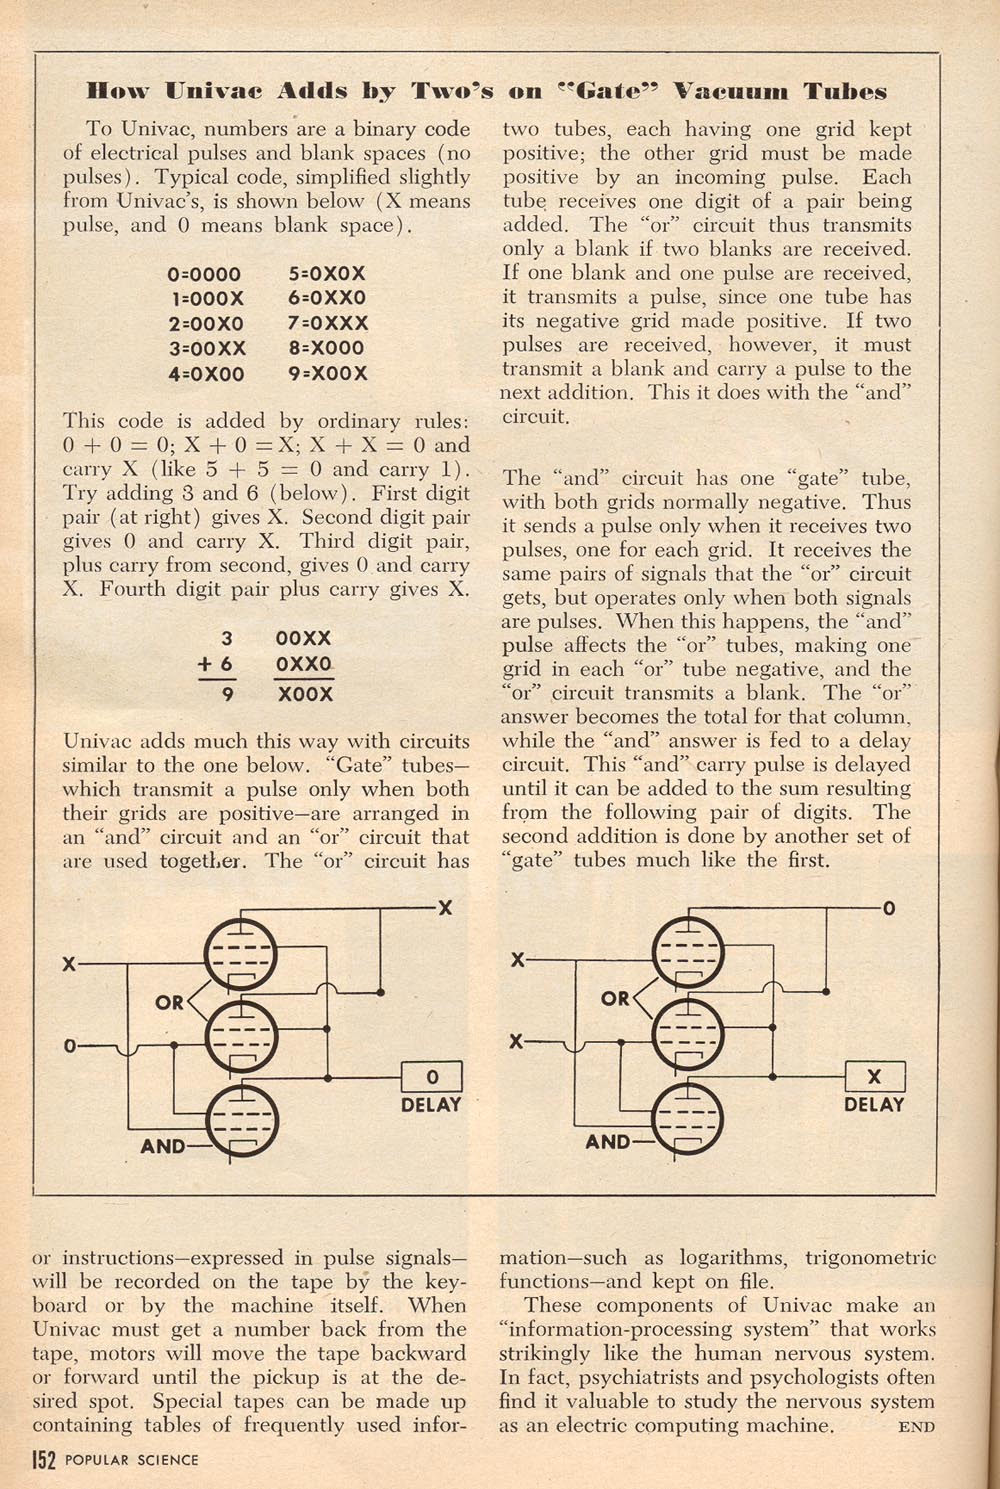 How Univac Adds by Two's on "Gate" Vacuum Tubes
To Univac, numbers are a binary code
of electrical pulses and blank spaces (no
pulses). Typical code, simplified slightly
from Univac's, is shown below (X means
pulse, and 0 means blank space).
0=0000 5=0X0X
1=000X 6=0XX0
2=00X0 7=0XXX
3=00XX 8=X000
4=0X00 9=X00X
This code is added by ordinary rules:
0 + 0 = 0; X + 0 = X; X + X = 0 and
carry X (like 5 + 5 = 0 and carry 1).
Try adding 3 and 6 (below). First digit
pair (at right) gives X. Second digit pair
gives 0 and carry X. Third digit pair,
plus carry from second, gives 0 and carry
X. Fourth digit pair plus carry gives X.
3 00XX
+ 6 0XX0
9 X00X
Univac adds much this way with circuits
similar to the one below. "Gate" tubes—
which transmit a pulse only when both
their grids are positive—are arranged in
an "and" circuit and an "or" circuit that
are used together. The "or" circuit has
two tubes, each having one grid kept
positive; the other grid must be made
positive by an incoming pulse. Each
tube receives one digit of a pair being
added. The "or" circuit thus transmits
only a blank if two blanks are received.
If one blank and one pulse are received,
it transmits a pulse, since one tube has
its negative grid made positive. If two
pulses are received, however, it must
transmit a blank and carry a pulse to the
next addition. This it does with the "and"
circuit.
The "and" circuit has one "gate" tube,
with both grids normally negative. Thus
it sends a pulse only when it receives two
pulses, one for each grid. It receives the
same pairs of signals that the "or" circuit
gets, but operates only when both signals
are pulses. When this happens, the "and"
pulse affects the "or" tubes, making one
grid in each "or" tube negative, and the
"or" circuit transmits a blank. The "or"
answer becomes the total for that column,
while the "and" answer is fed to a delay
circuit. This "and" carry pulse is delayed
until it can be added to the sum resulting
from the following pair of digits. The
second addition is done by another set of
"gate" tubes much like the first.
X
X
OR
0
0
DELAY
AND
0
X
OR
X
X
DELAY
AND
or instructions—expressed in pulse signals—
will be recorded on the tape by the key-
board or by the machine itself. When
Univac must get a number back from the
tape, motors will move the tape backward
or forward until the pickup is at the de-
sired spot. Special tapes can be made up
containing tables of frequently used infor-
mation—such as logarithms, trigonometric
functions—and kept on file.
These components of Univac make an
"information-processing system" that works
strikingly like the human nervous system.
In fact, psychiatrists and psychologists often
find it valuable to study the nervous system
as an electric computing machine. END
152 POPULAR SCIENCE